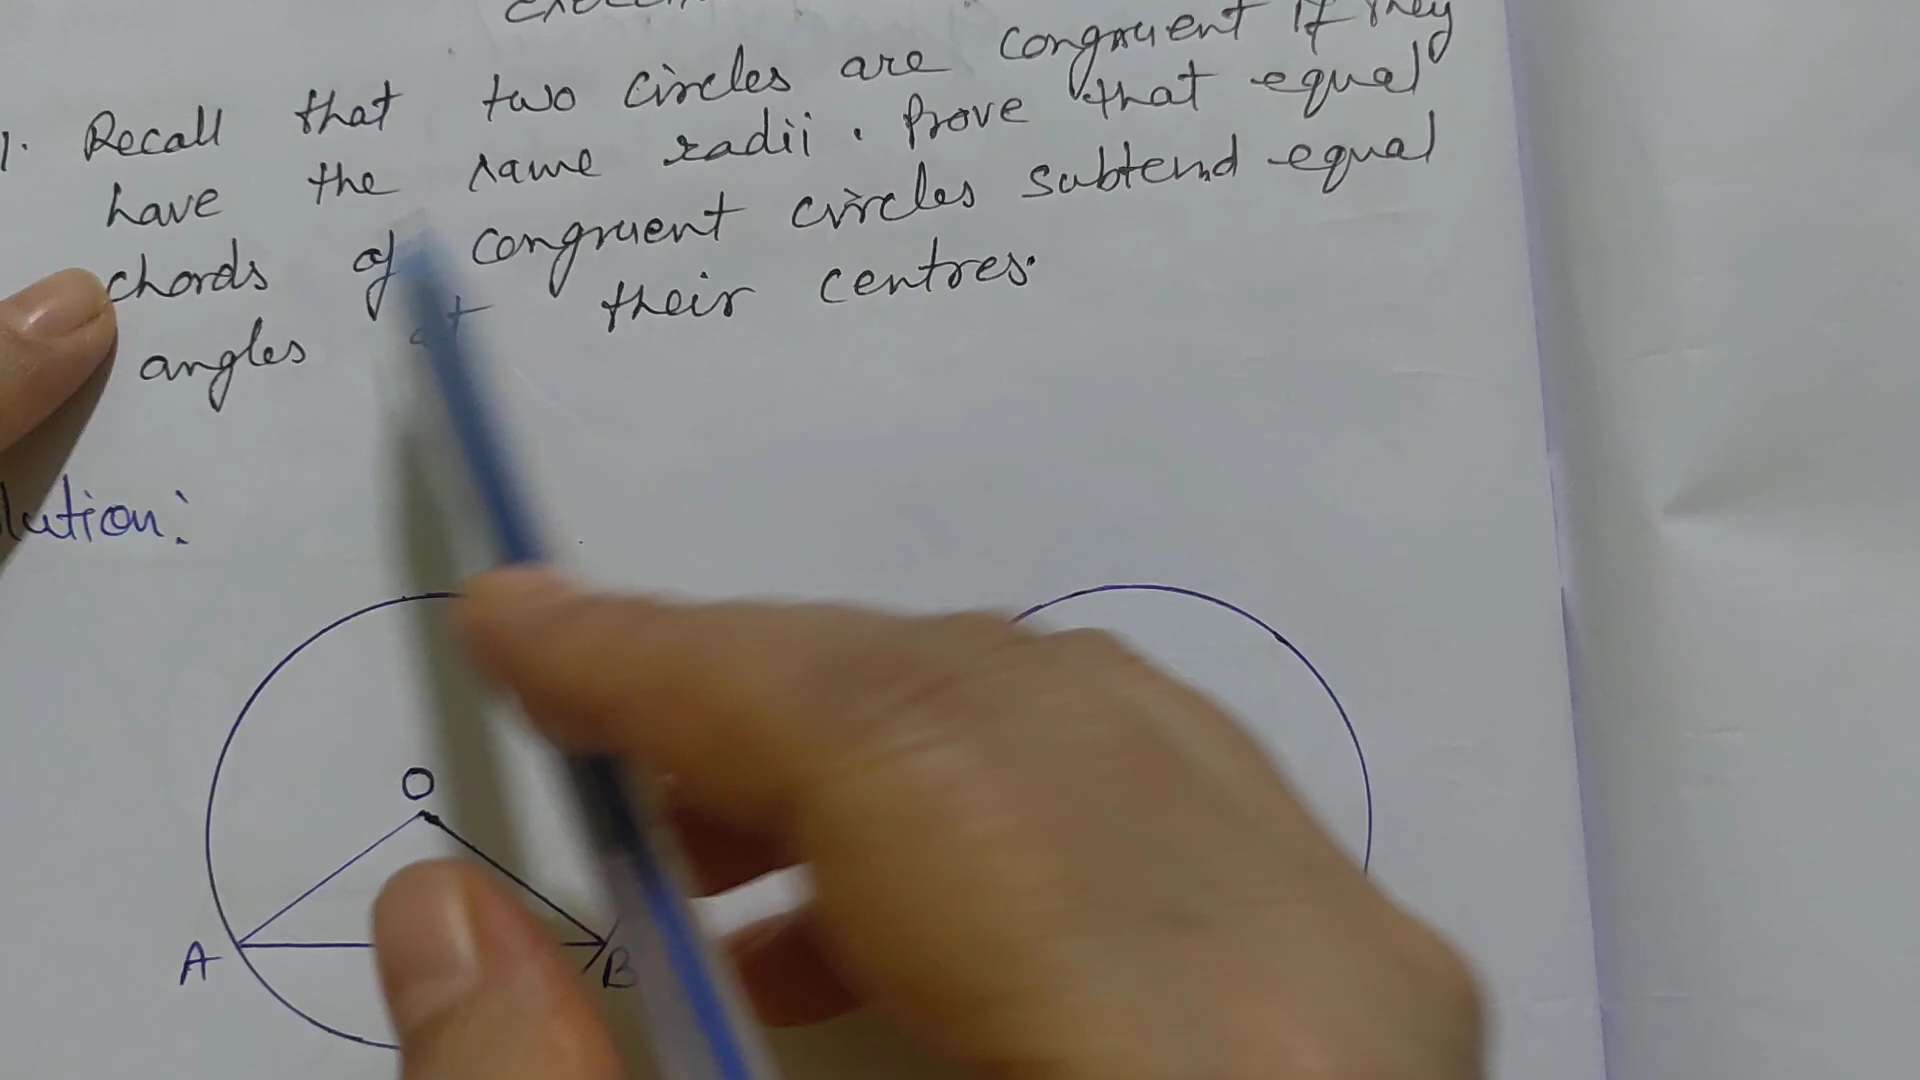 1. Recall that two circles are congruent if they
have the same radii. Prove that equal
chords of congruent circles subtend equal
angles at their centres.
lution:
O
A
B